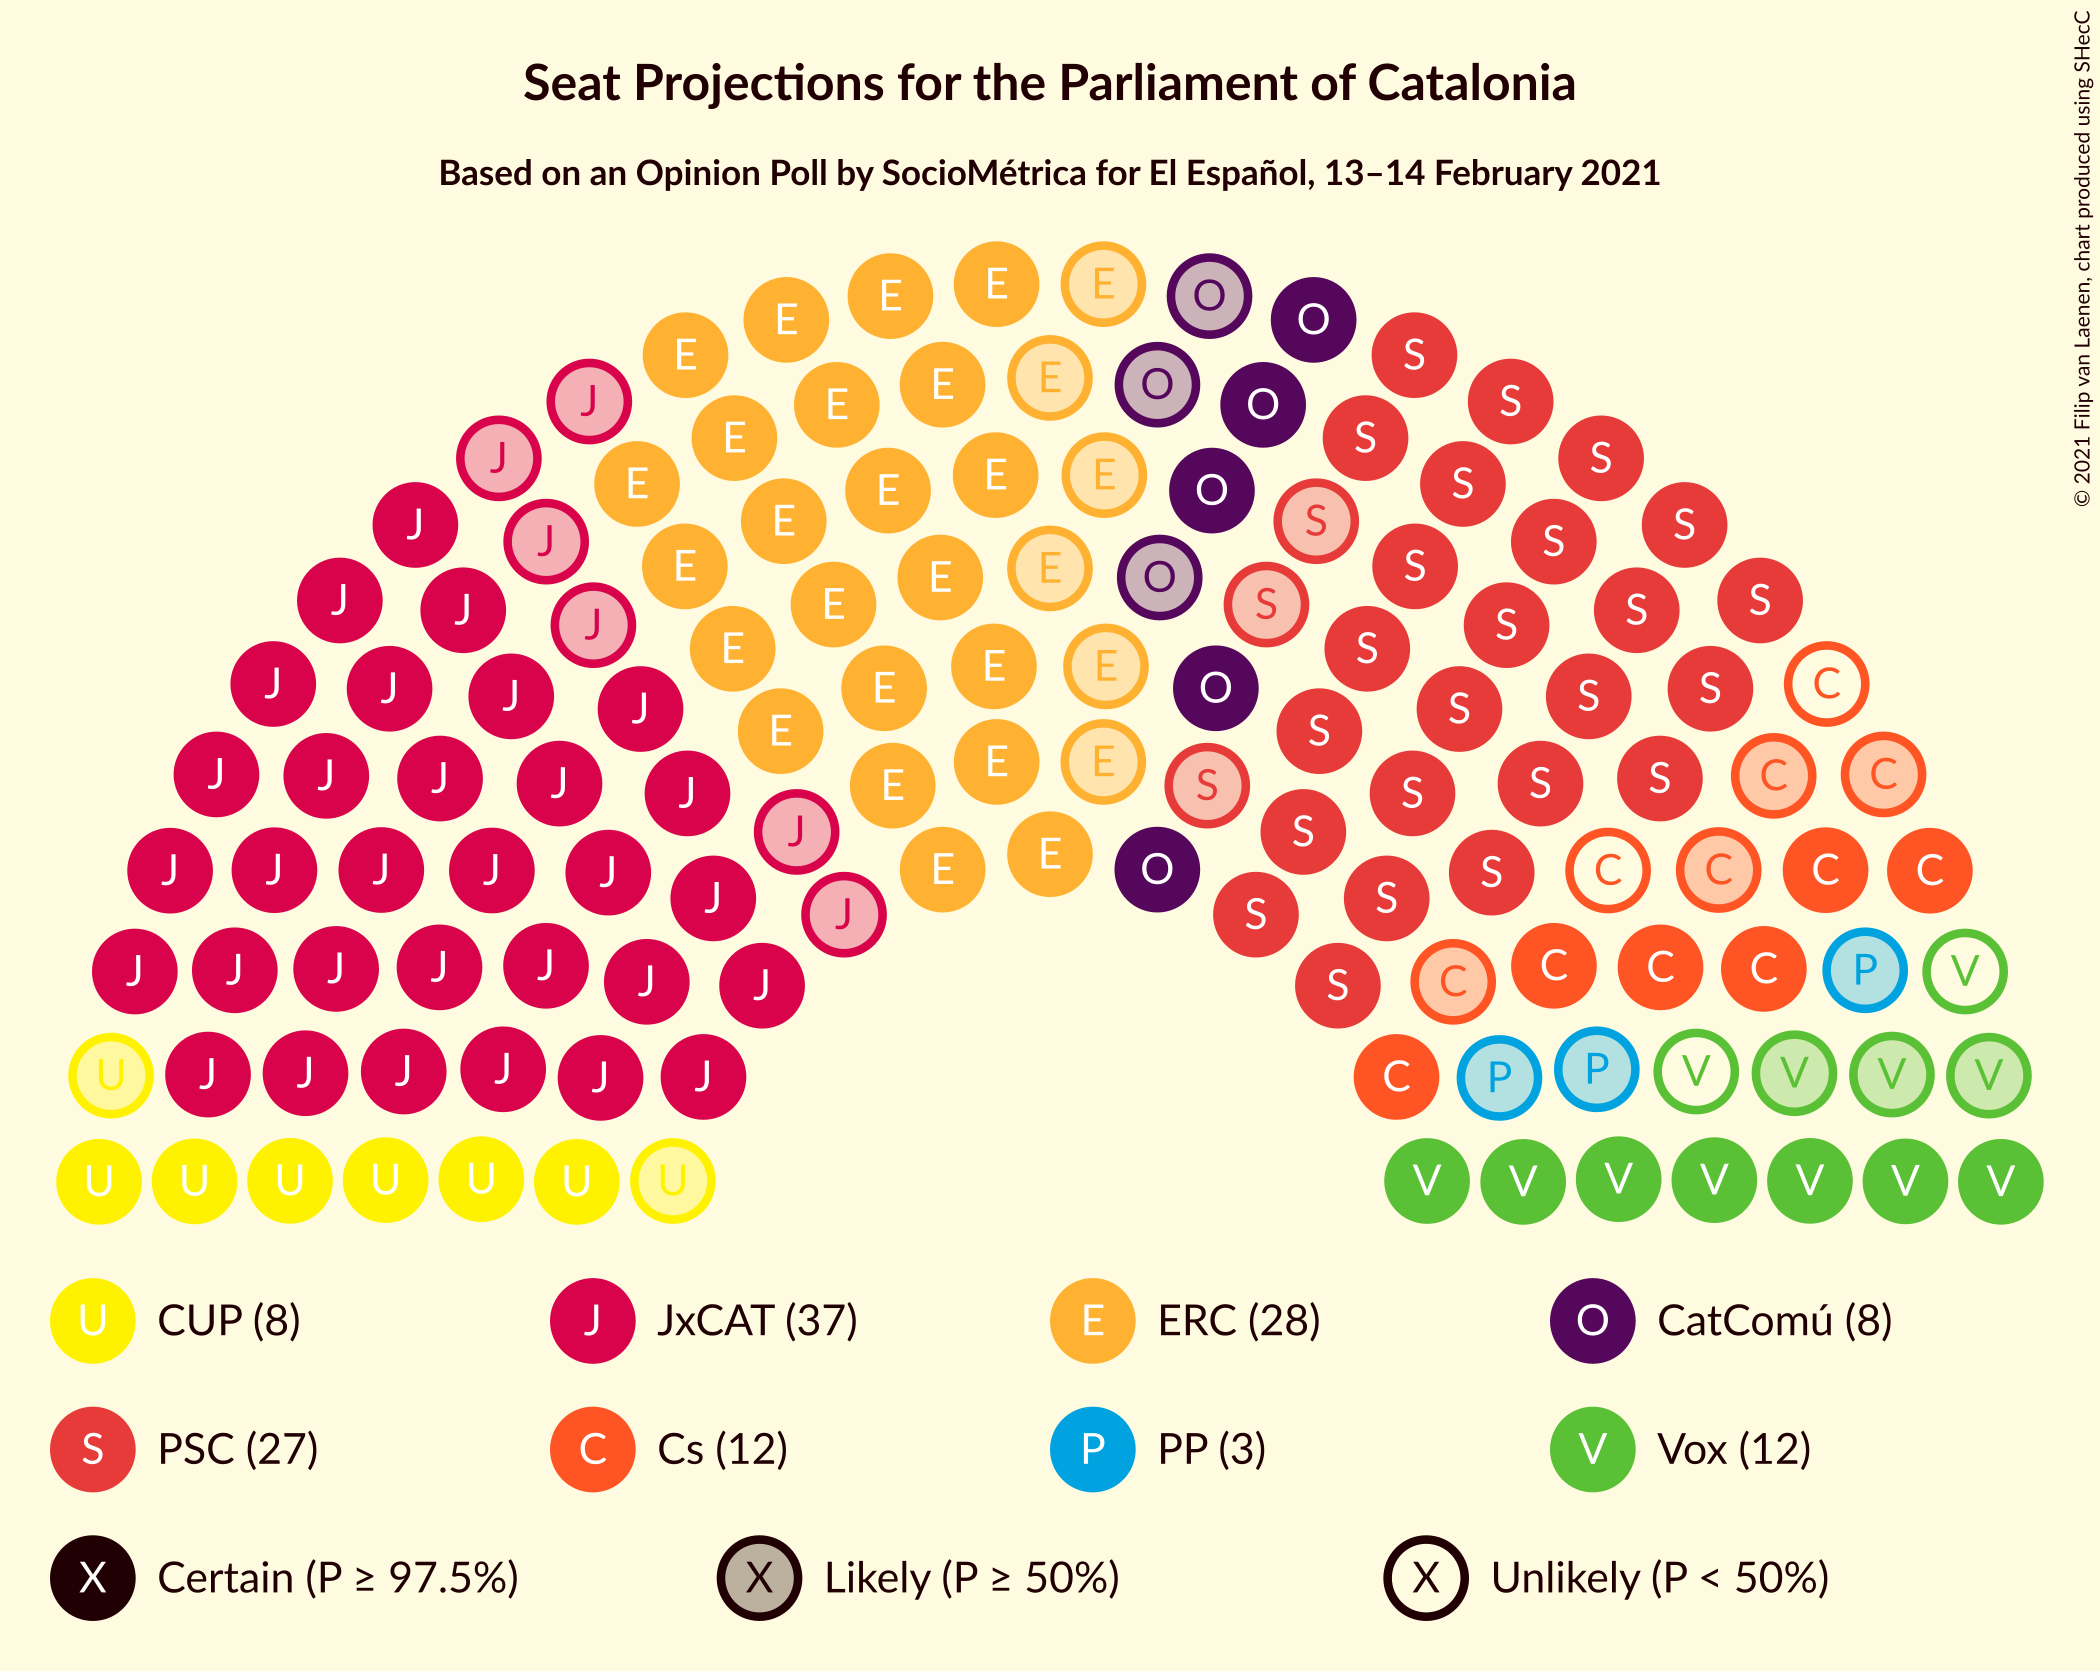 Seat Projections for the Parliament of Catalonia
Based on an Opinion Poll by SocioMétrica for El Español, 13–14 February 2021
© 2021 Filip van Laenen, chart produced using SHecC
E E E O O
E E S
J E E E O O S
J E E S S
J E E E O S S S
J E E S S
J J E E E O S S S
J E E S S
J J J E E E O S S S C
J E E S S
J J J J J E E E S S S S C C
J E S
J J J J J J E E O S S S C C C C
J S
J J J J J J J S C C C C P V
U J J J J J J C P P V V V V
U U U U U U U V V V V V V V
U CUP (8) J JxCAT (37) E ERC (28) O CatComú (8)
S PSC (27) C Cs (12) P PP (3) V Vox (12)
X Certain (P ≥ 97.5%) X Likely (P ≥ 50%) X Unlikely (P < 50%)